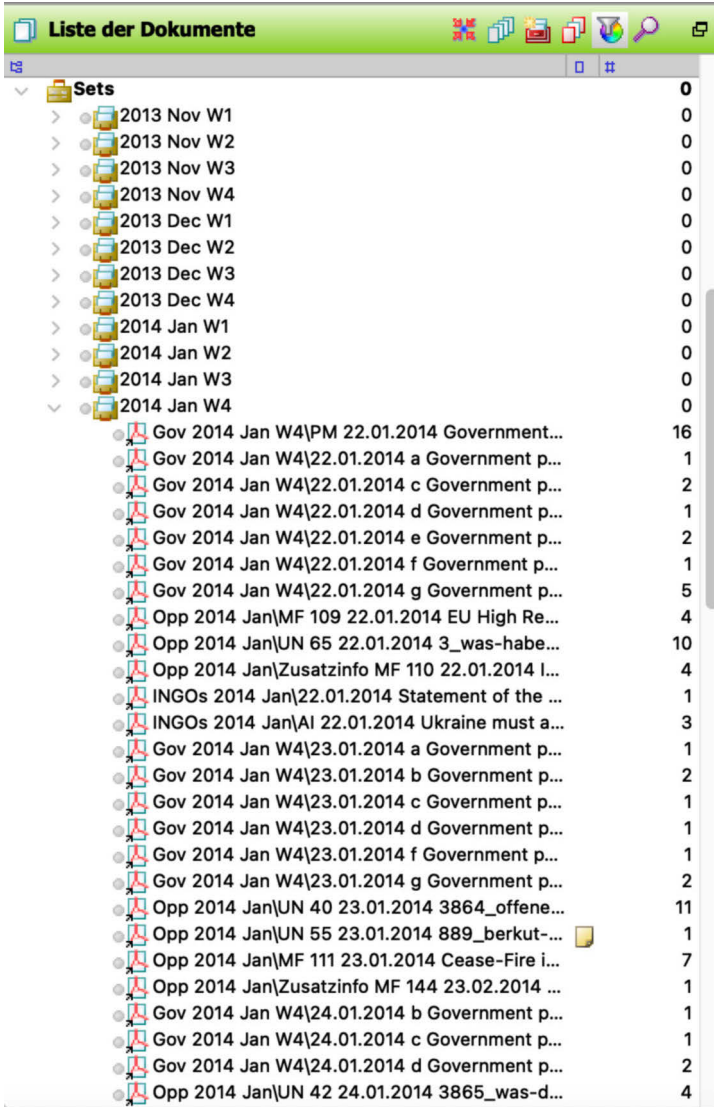 Liste der Dokumente
#
Sets 0
2013 Nov W1 0
2013 Nov W2 0
2013 Nov W3 0
2013 Nov W4 0
2013 Dec W1 0
2013 Dec W2 0
2013 Dec W3 0
2013 Dec W4 0
2014 Jan W1 0
2014 Jan W2 0
2014 Jan W3 0
2014 Jan W4 0
Gov 2014 Jan W4\PM 22.01.2014 Government... 16
Gov 2014 Jan W4\22.01.2014 a Government p... 1
Gov 2014 Jan W4\22.01.2014 c Government p... 2
Gov 2014 Jan W4\22.01.2014 d Government p... 1
Gov 2014 Jan W4\22.01.2014 e Government p... 2
Gov 2014 Jan W4\22.01.2014 f Government p... 1
Gov 2014 Jan W4\22.01.2014 g Government p... 5
Opp 2014 Jan\MF 109 22.01.2014 EU High Re... 4
Opp 2014 Jan\UN 65 22.01.2014 3_was-habe... 10
Opp 2014 Jan\Zusatzinfo MF 110 22.01.2014 I... 4
INGOs 2014 Jan\22.01.2014 Statement of the ... 1
INGOs 2014 Jan\AI 22.01.2014 Ukraine must a... 3
Gov 2014 Jan W4\23.01.2014 a Government p... 1
Gov 2014 Jan W4\23.01.2014 b Government p... 2
Gov 2014 Jan W4\23.01.2014 c Government p... 1
Gov 2014 Jan W4\23.01.2014 d Government p... 1
Gov 2014 Jan W4\23.01.2014 f Government p... 1
Gov 2014 Jan W4\23.01.2014 g Government p... 2
Opp 2014 Jan\UN 40 23.01.2014 3864_offene... 11
Opp 2014 Jan\UN 55 23.01.2014 889_berkut-... 1
Opp 2014 Jan\MF 111 23.01.2014 Cease-Fire i... 7
Opp 2014 Jan\Zusatzinfo MF 144 23.02.2014 ... 1
Gov 2014 Jan W4\24.01.2014 b Government p... 1
Gov 2014 Jan W4\24.01.2014 c Government p... 1
Gov 2014 Jan W4\24.01.2014 d Government p... 2
Opp 2014 Jan\UN 42 24.01.2014 3865_was-d... 4